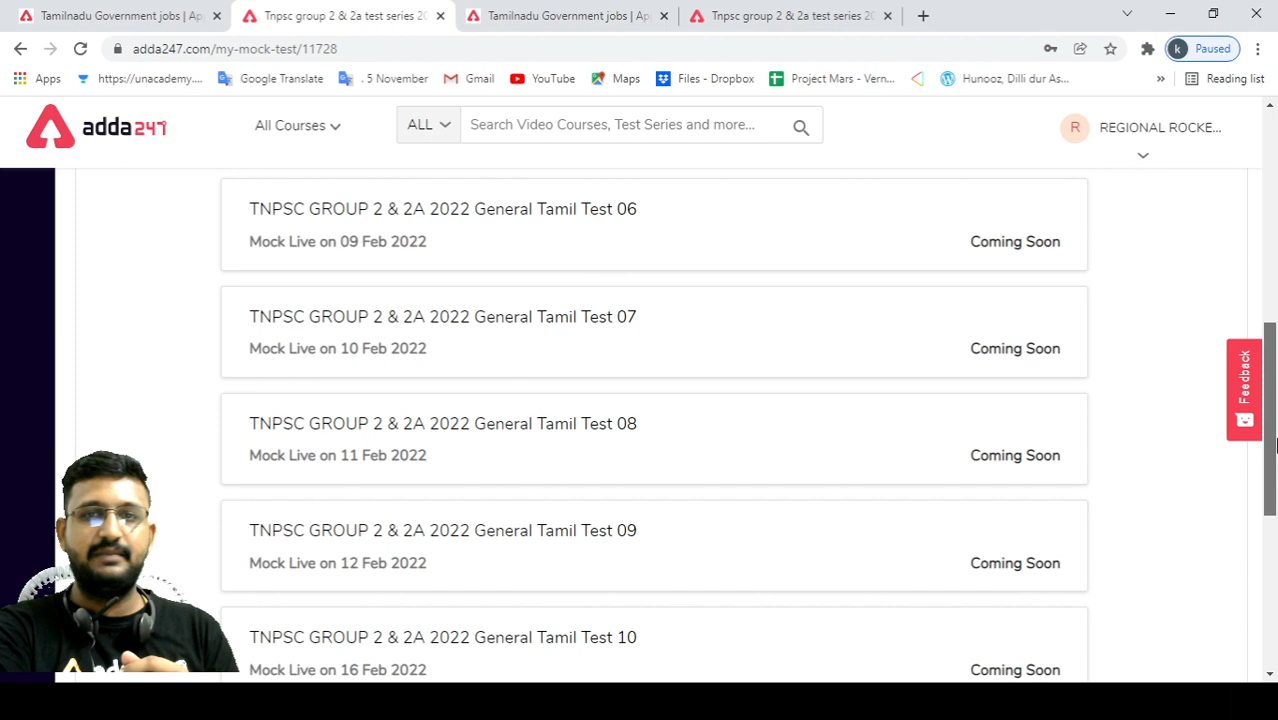 Tamilnadu Government jobs | Ap
Tnpsc group 2 & 2a test series 20
Tamilnadu Government jobs | Ap
Tnpsc group 2 & 2a test series 20
adda247.com/my-mock-test/11728
k Paused
Apps
https://unacademy....
Google Translate
. 5 November
Gmail
YouTube
Maps
Files - Dropbox
Project Mars - Vern...
Hunooz, Dilli dur As...
»
Reading list
adda247
All Courses
ALL
Search Video Courses, Test Series and more...
R REGIONAL ROCKE...
TNPSC GROUP 2 & 2A 2022 General Tamil Test 06
Mock Live on 09 Feb 2022 Coming Soon
TNPSC GROUP 2 & 2A 2022 General Tamil Test 07
Mock Live on 10 Feb 2022 Coming Soon
Feedback
TNPSC GROUP 2 & 2A 2022 General Tamil Test 08
Mock Live on 11 Feb 2022 Coming Soon
TNPSC GROUP 2 & 2A 2022 General Tamil Test 09
Mock Live on 12 Feb 2022 Coming Soon
TNPSC GROUP 2 & 2A 2022 General Tamil Test 10
Mock Live on 16 Feb 2022 Coming Soon